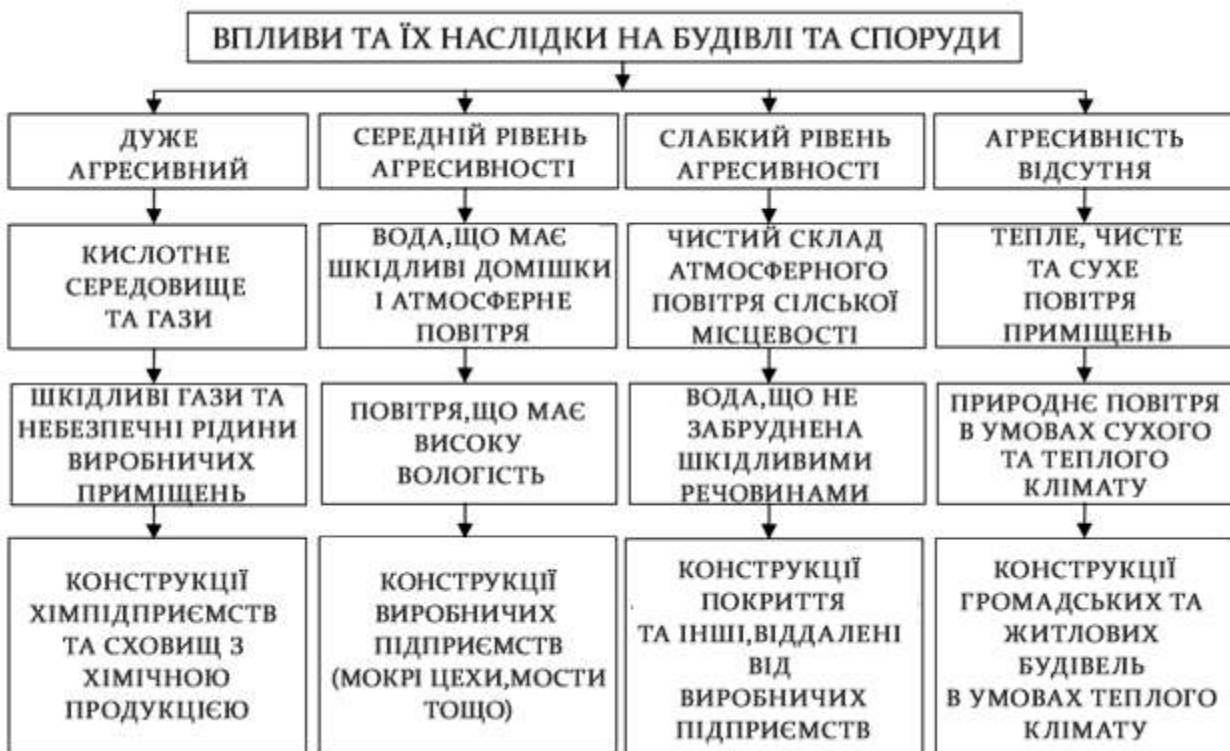 ВПЛИВИ ТА ЇХ НАСЛІДКИ НА БУДІВЛІ ТА СПОРУДИ
ДУЖЕ
АГРЕСИВНИЙ
СЕРЕДНІЙ РІВЕНЬ
АГРЕСИВНОСТІ
СЛАБКИЙ РІВЕНЬ
АГРЕСИВНОСТІ
АГРЕСИВНІСТЬ
ВІДСУТНЯ
КИСЛОТНЕ
СЕРЕДОВИЩЕ
ТА ГАЗИ
ВОДА,ЩО МАЄ
ШКІДЛИВІ ДОМІШКИ
І АТМОСФЕРНЕ
ПОВІТРЯ
ЧИСТИЙ СКЛАД
АТМОСФЕРНОГО
ПОВІТРЯ СІЛСЬКОЇ
МІСЦЕВОСТІ
ТЕПЛЕ, ЧИСТЕ
ТА СУХЕ
ПОВІТРЯ
ПРИМІЩЕНЬ
ШКІДЛИВІ ГАЗИ ТА
НЕБЕЗПЕЧНІ РІДИНИ
ВИРОБНИЧИХ
ПРИМІЩЕНЬ
ПОВІТРЯ,ЩО МАЄ
ВИСОКУ
ВОЛОГІСТЬ
ВОДА,ЩО НЕ
ЗАБРУДНЕНА
ШКІДЛИВИМИ
РЕЧОВИНАМИ
ПРИРОДНЄ ПОВІТРЯ
В УМОВАХ СУХОГО
ТА ТЕПЛОГО
КЛІМАТУ
КОНСТРУКЦІЇ
ХІМПІДПРИЄМСТВ
ТА СХОВИЩ З
ХІМІЧНОЮ
ПРОДУКЦІЄЮ
КОНСТРУКЦІЇ
ВИРОБНИЧИХ
ПІДПРИЄМСТВ
(МОКРІ ЦЕХИ,МОСТИ
ТОЩО)
КОНСТРУКЦІЇ
ПОКРИТТЯ
ТА ІНШІ,ВІДДАЛЕНІ
ВІД
ВИРОБНИЧИХ
ПІДПРИЄМСТВ
КОНСТРУКЦІЇ
ГРОМАДСЬКИХ ТА
ЖИТЛОВИХ
БУДІВЕЛЬ
В УМОВАХ ТЕПЛОГО
КЛІМАТУ